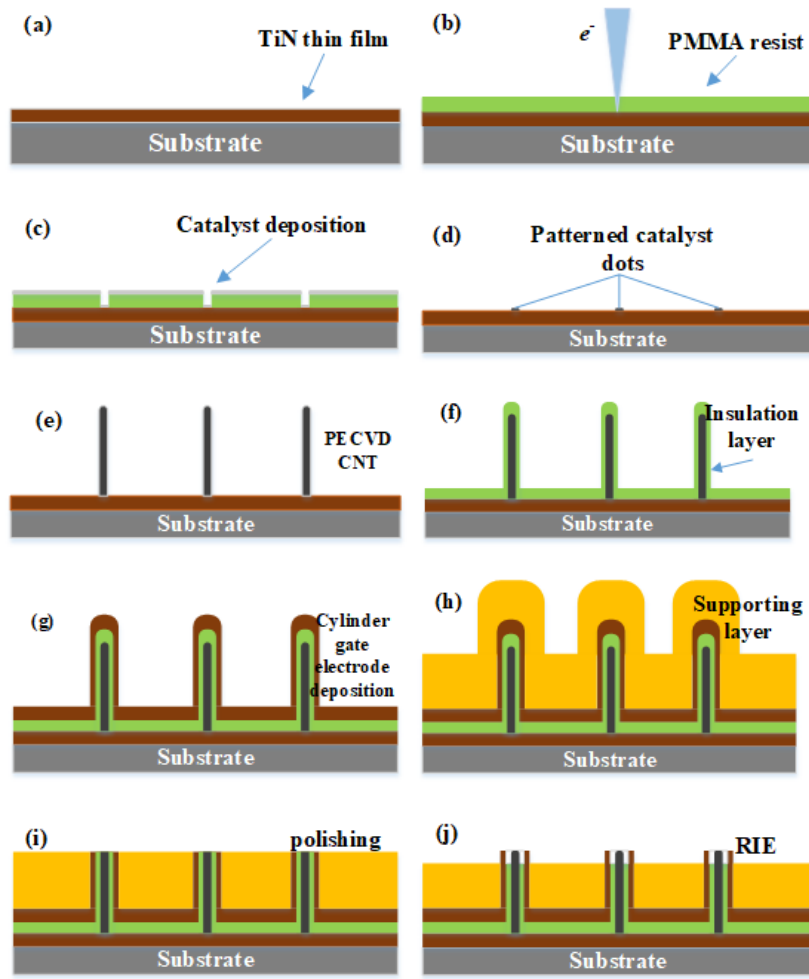 (a)
TiN thin film
Substrate
(b)
e-
PMMA resist
Substrate
(c)
Catalyst deposition
Substrate
(d)
Patterned catalyst
dots
Substrate
(e)
PECVD
CNT
Substrate
(f)
Insulation
layer
Substrate
(g)
Cylinder
gate
electrode
deposition
Substrate
(h)
Supporting
layer
Substrate
(i)
polishing
Substrate
(j)
RIE
Substrate